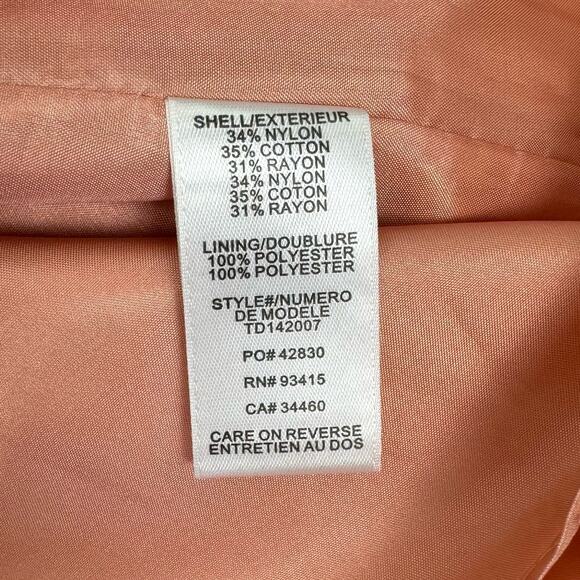 SHELL/EXTERIEUR
34% NYLON
35% COTTON
31% RAYON
34% NYLON
35% COTON
31% RAYON
LINING/DOUBLURE
100% POLYESTER
100% POLYESTER
STYLE#/NUMERO
DE MODELE
TD142007
PO# 42830
RN# 93415
CA# 34460
CARE ON REVERSE
ENTRETIEN AU DOS